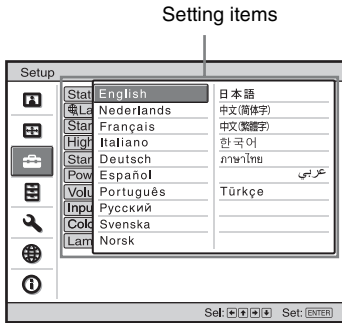 Setting items
Setup
Stat
La
Star
High
Star
Pow
Volu
Inpu
Colo
Lam
English
Nederlands
Français
Italiano
Deutsch
Español
Português
Русский
Svenska
Norsk
日本語
中文(简体字)
中文(繁體字)
한국어
ภาษาไทย
عربي
Türkçe
Sel: Set: ENTER